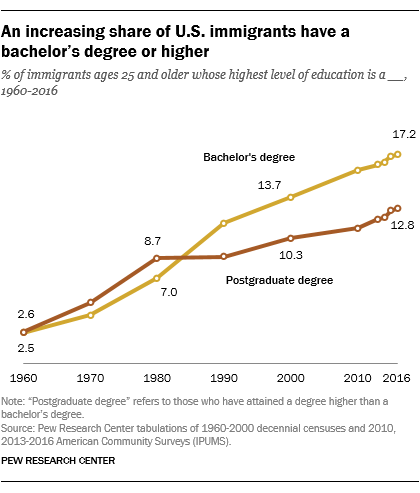 An increasing share of U.S. immigrants have a
bachelor's degree or higher
% of immigrants ages 25 and older whose highest level of education is a __,
1960-2016
17.2
Bachelor's degree
13.7
12.8
8.7
10.3
7.0
Postgraduate degree
2.6
2.5
1960 1970 1980 1990 2000 2010 2016
Note: “Postgraduate degree” refers to those who have attained a degree higher than a
bachelor's degree.
Source: Pew Research Center tabulations of 1960-2000 decennial censuses and 2010,
2013-2016 American Community Surveys (IPUMS).
PEW RESEARCH CENTER